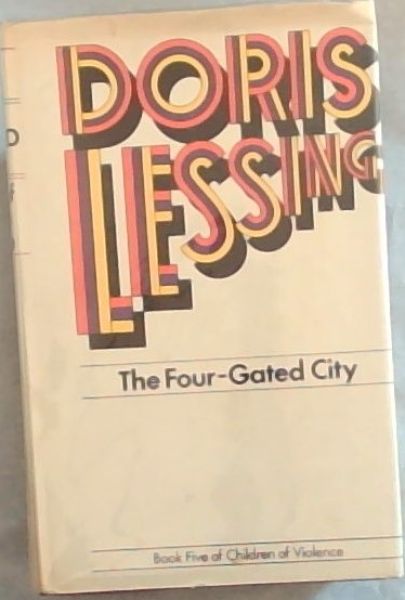 DORIS
LESSING
The Four-Gated City
Book Five of Children of Violence